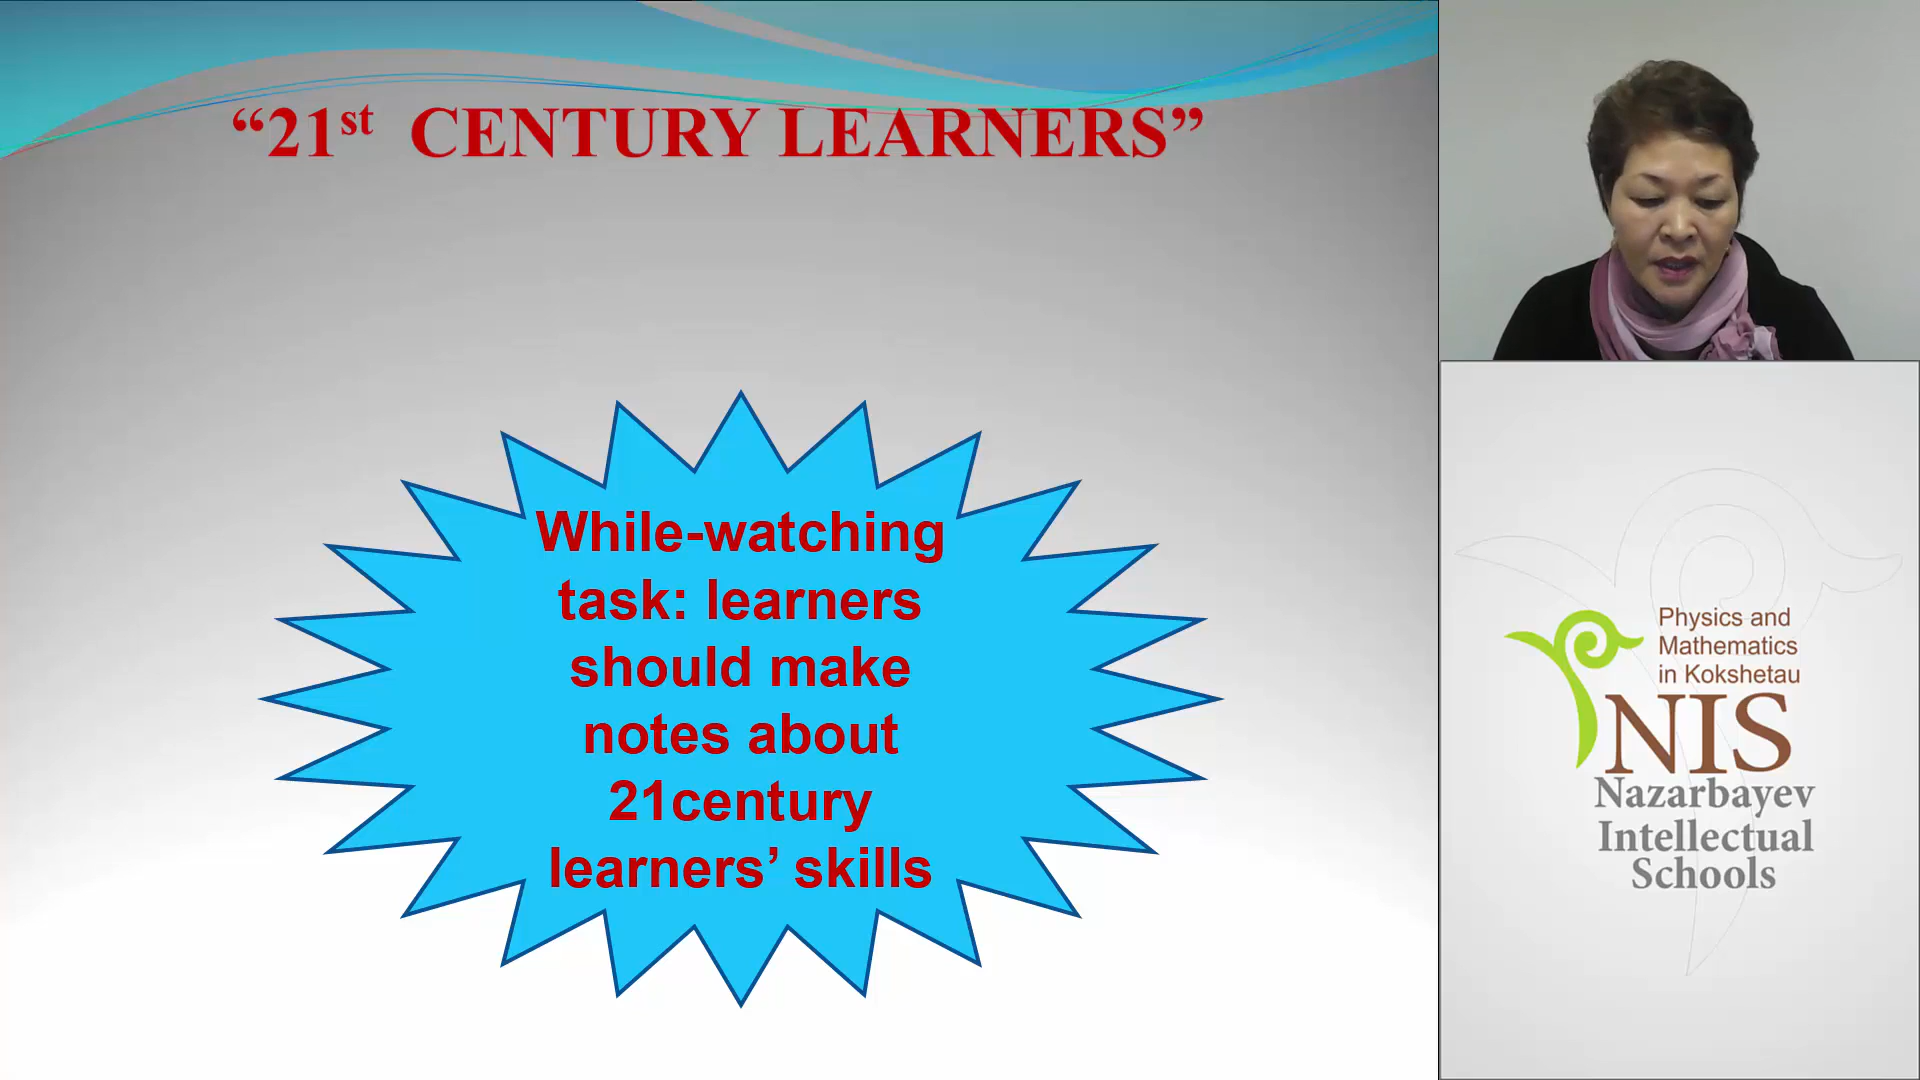 “21st CENTURY LEARNERS”
While-watching
task: learners
should make
notes about
21century
learners’ skills
Physics and
Mathematics
in Kokshetau
NIS
Nazarbayev
Intellectual
Schools